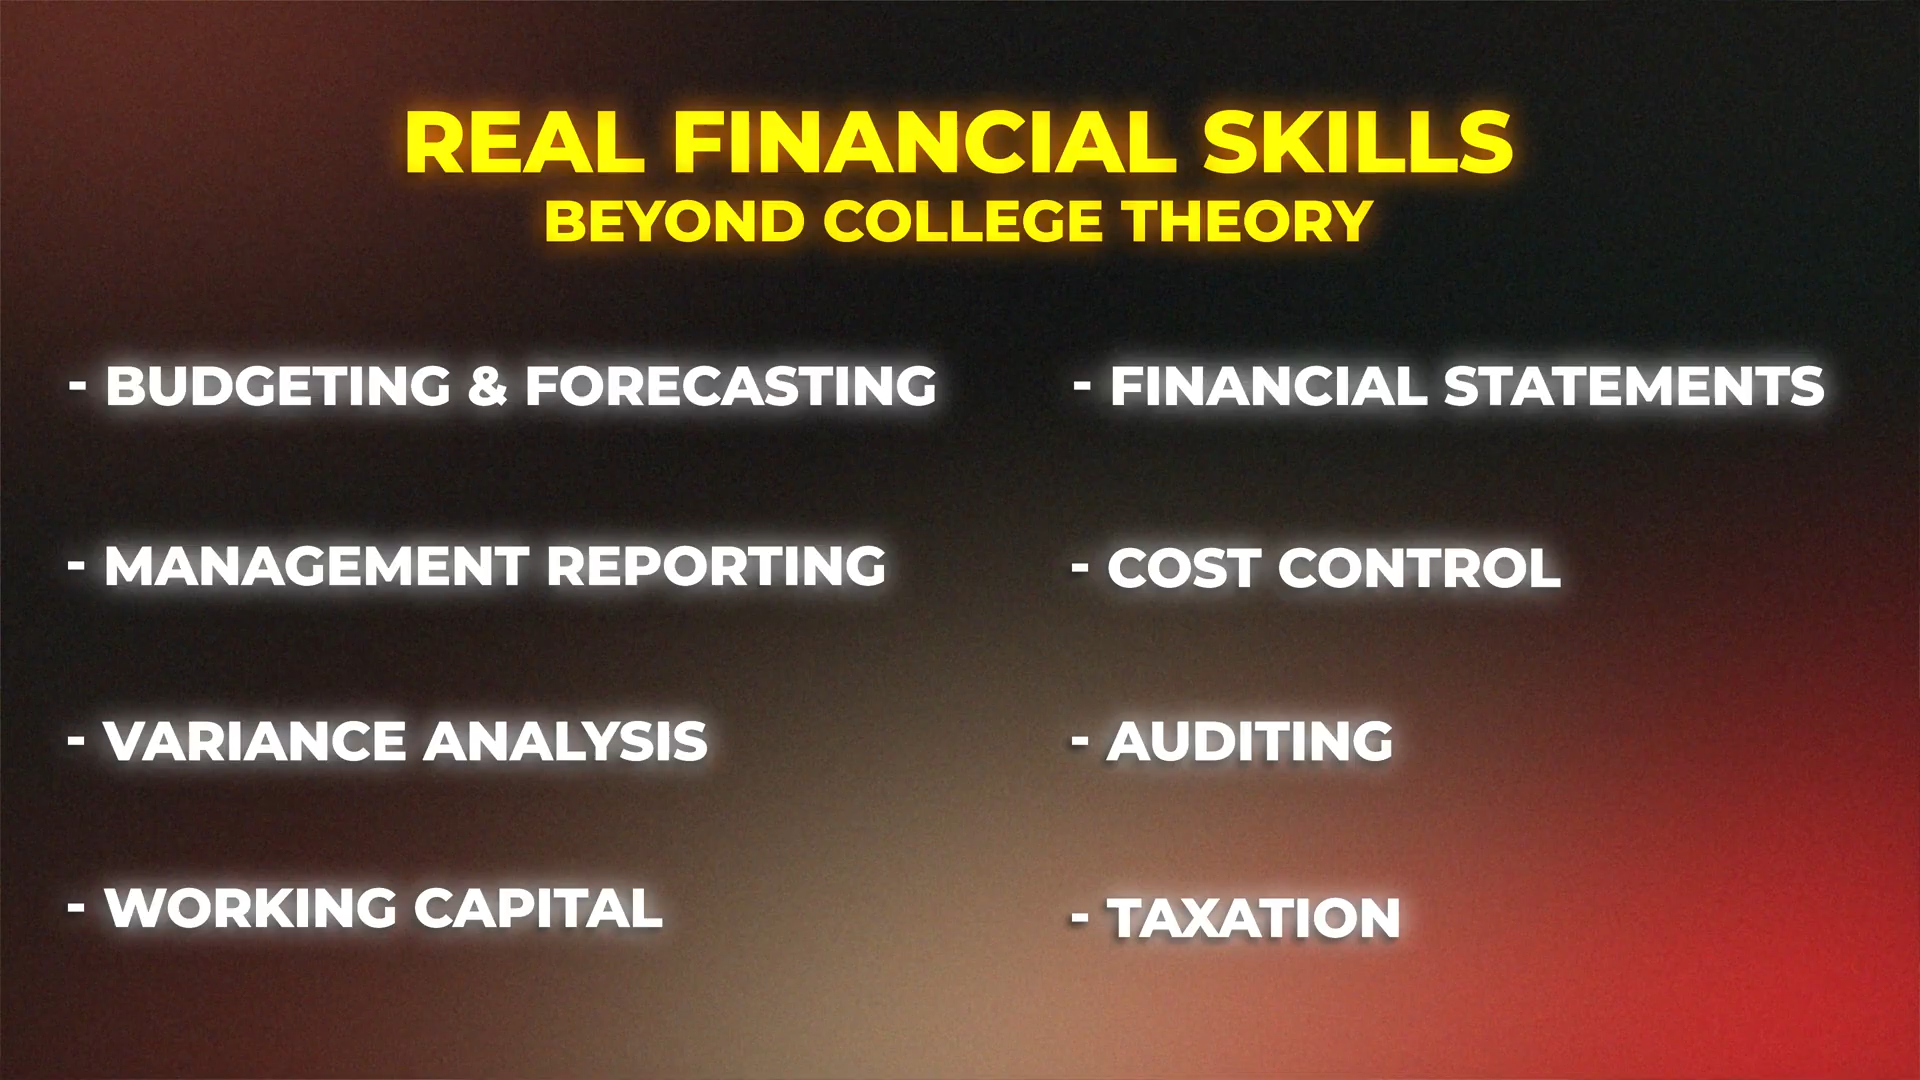 REAL FINANCIAL SKILLS
BEYOND COLLEGE THEORY
- BUDGETING & FORECASTING
- MANAGEMENT REPORTING
- VARIANCE ANALYSIS
- WORKING CAPITAL
- FINANCIAL STATEMENTS
- COST CONTROL
- AUDITING
- TAXATION